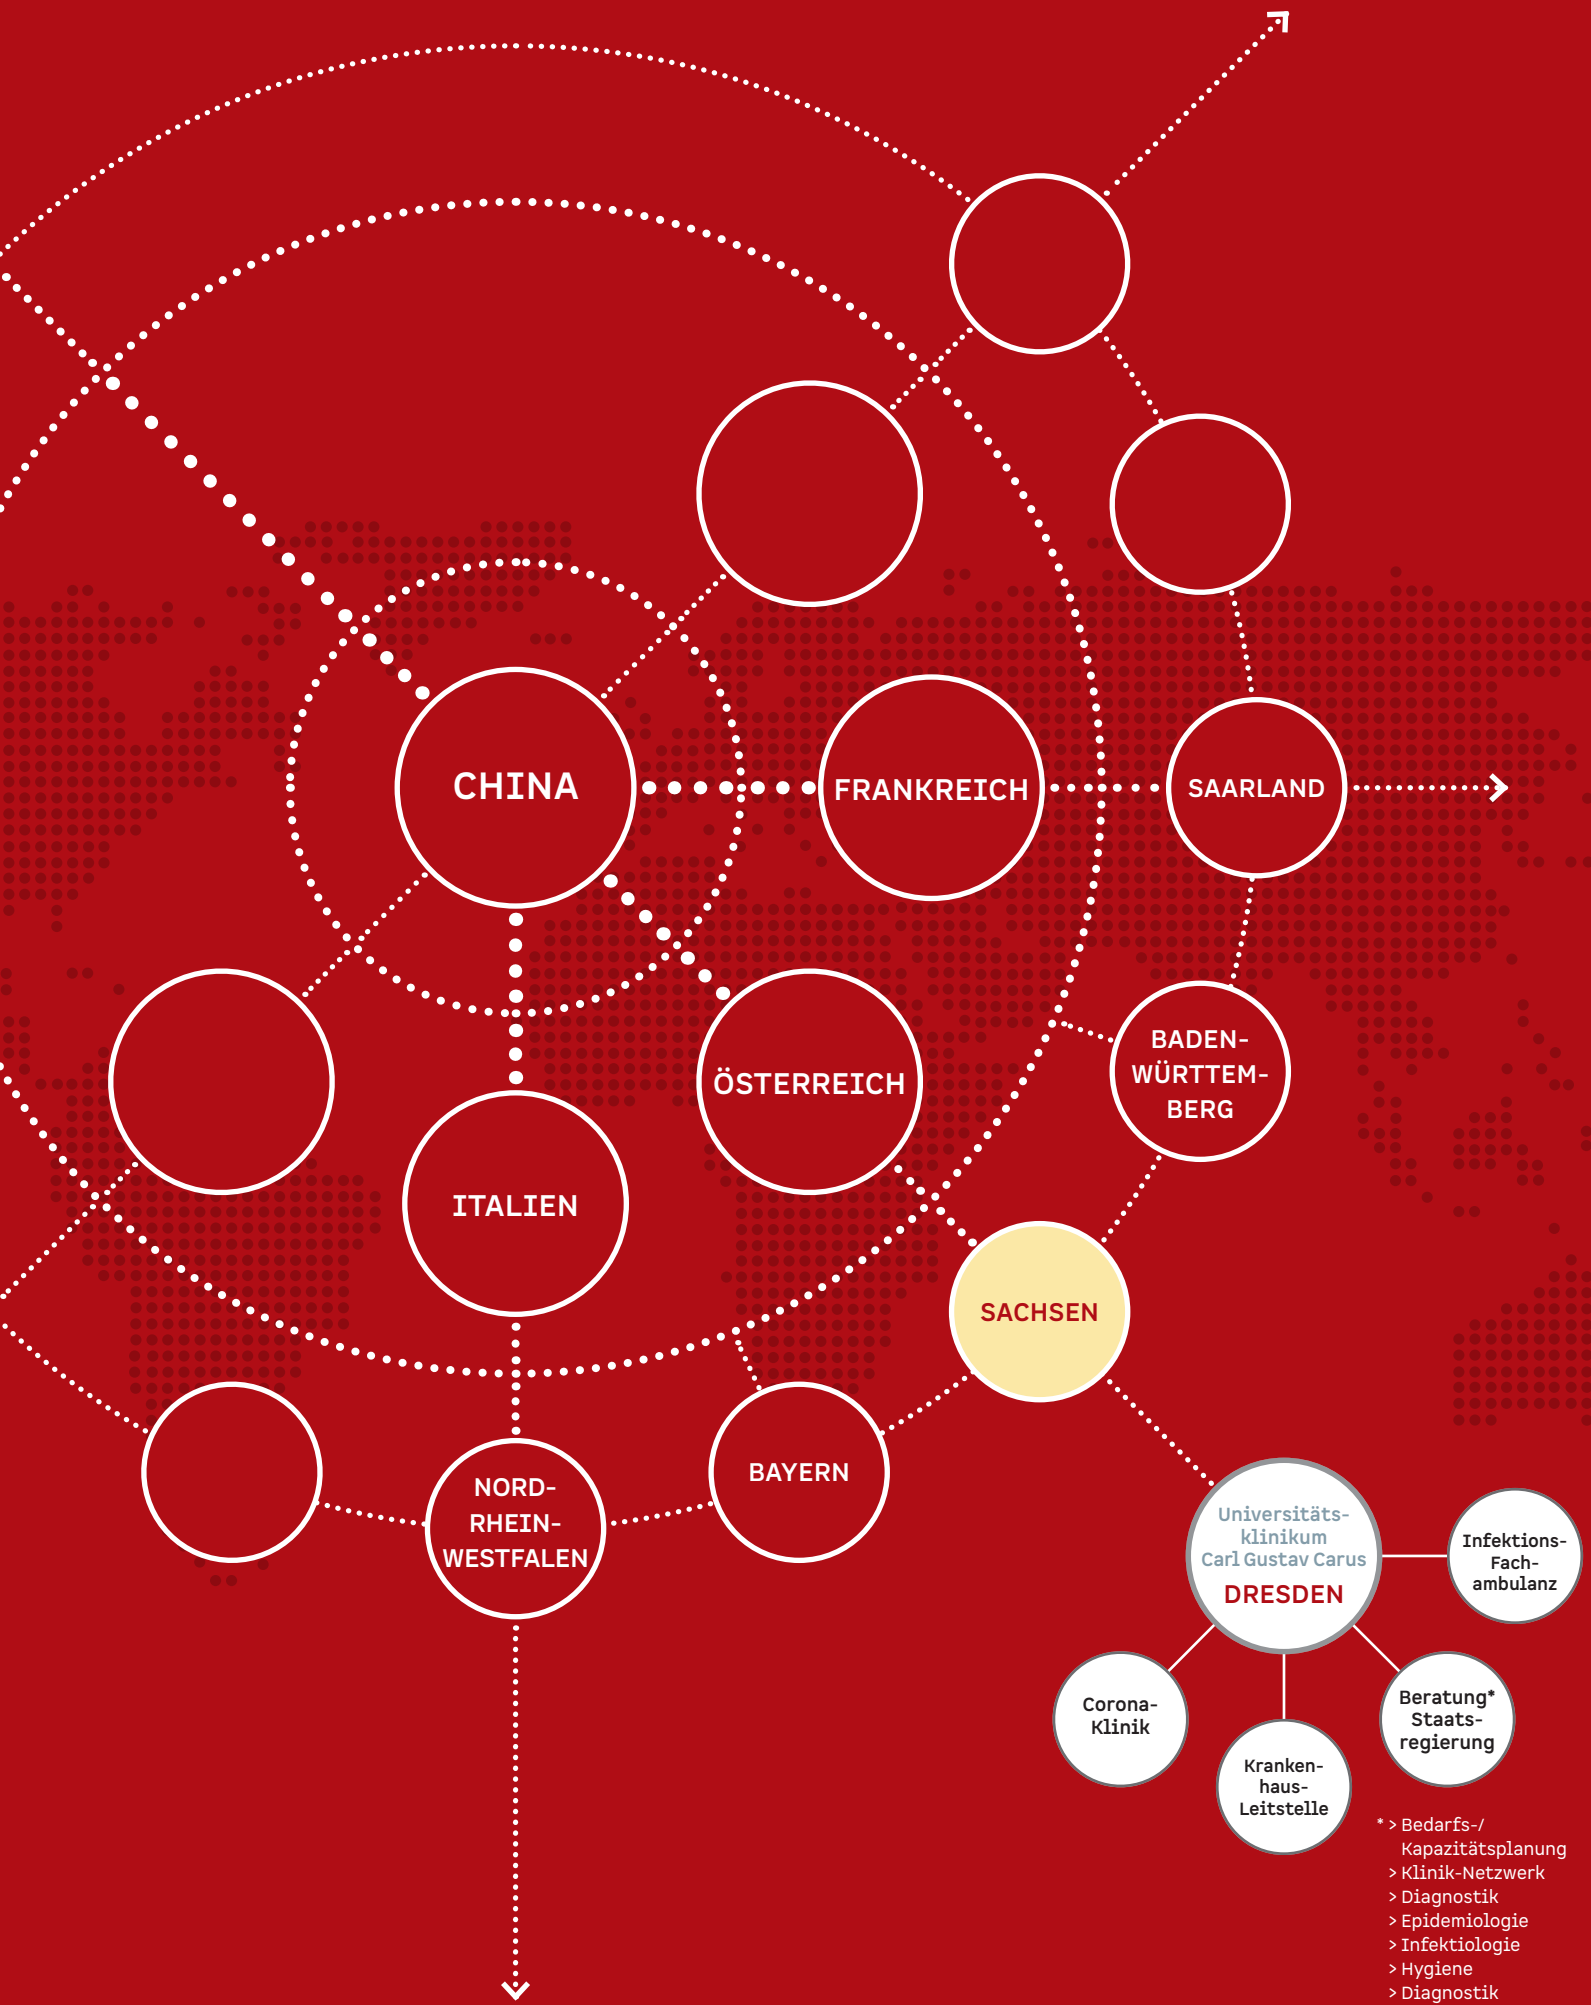 CHINA
FRANKREICH
SAARLAND
BADEN-
WÜRTTEM-
BERG
ÖSTERREICH
ITALIEN
SACHSEN
BAYERN
NORD-
RHEIN-
WESTFALEN
Universitäts-
klinikum
Carl Gustav Carus
DRESDEN
Infektions-
Fach-
ambulanz
Corona-
Klinik
Beratung*
Staats-
regierung
Kranken-
haus-
Leitstelle
* > Bedarfs-/
Kapazitätsplanung
> Klinik-Netzwerk
> Diagnostik
> Epidemiologie
> Infektiologie
> Hygiene
> Diagnostik